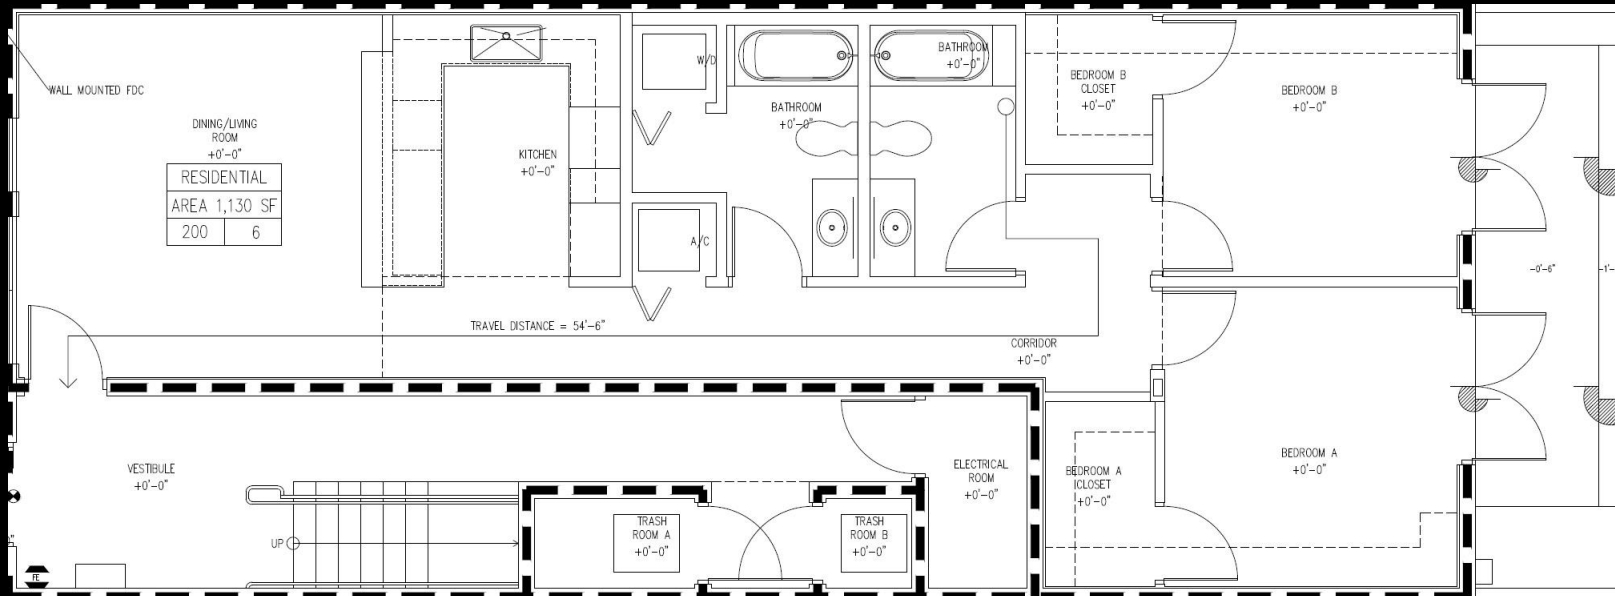 WALL MOUNTED FDC
DINING/LIVING
ROOM
+0'-0"
RESIDENTIAL
AREA 1,130 SF
200 6
KITCHEN
+0'-0"
W/D
A/C
BATHROOM
+0'-0"
BATHROOM
+0'-0"
BEDROOM B
CLOSET
+0'-0"
BEDROOM B
+0'-0"
-0'-6"
-1'-
TRAVEL DISTANCE = 54'-6"
CORRIDOR
+0'-0"
VESTIBULE
+0'-0"
UP
FE
TRASH
ROOM A
+0'-0"
TRASH
ROOM B
+0'-0"
ELECTRICAL
ROOM
+0'-0"
BEDROOM A
CLOSET
+0'-0"
BEDROOM A
+0'-0"